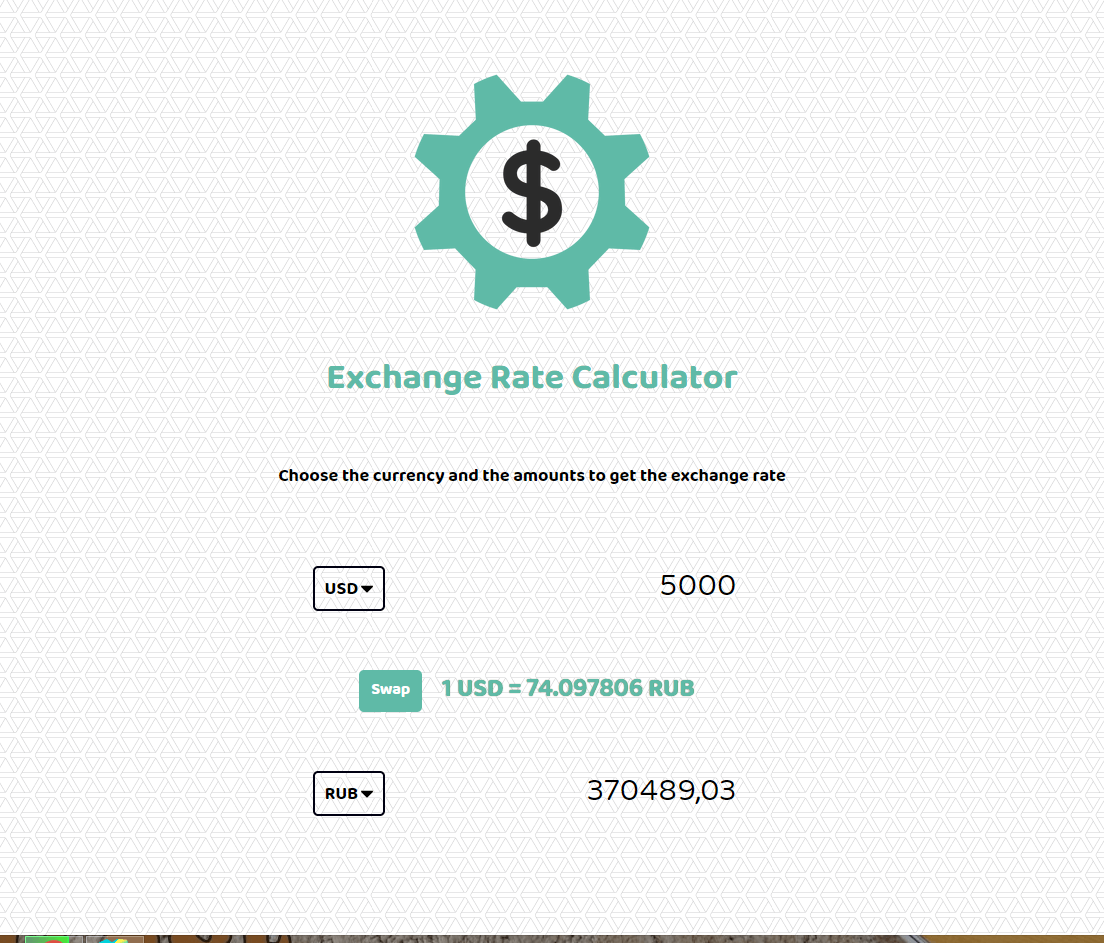 $
Exchange Rate Calculator
Choose the currency and the amounts to get the exchange rate
USD 5000
Swap 1 USD = 74.097806 RUB
RUB 370489,03